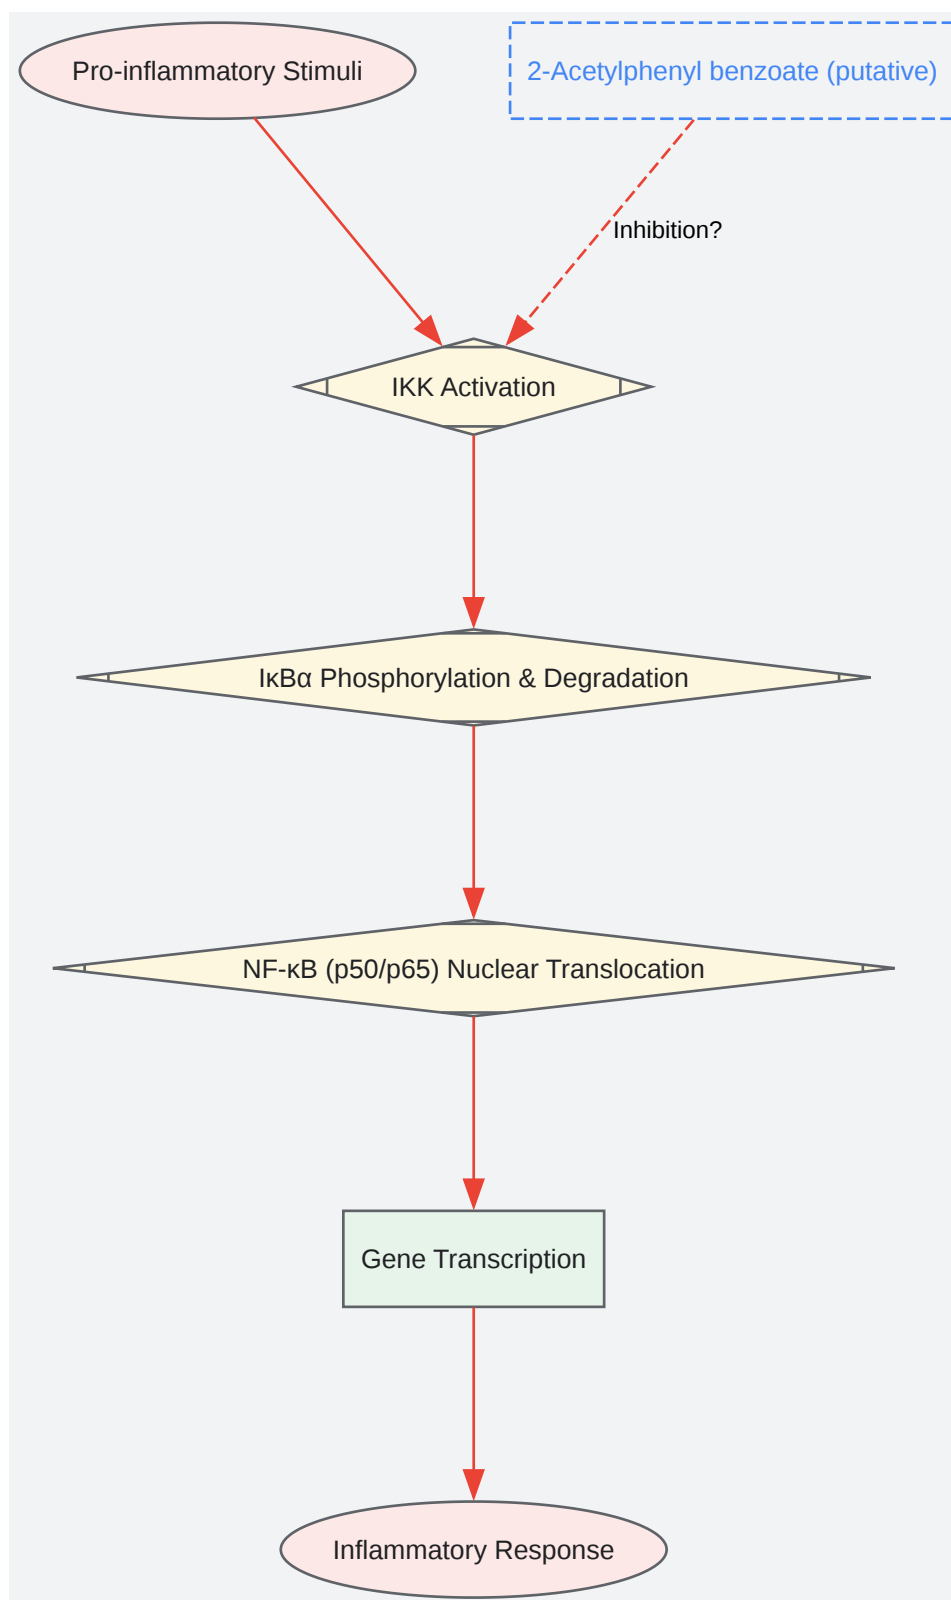 Pro-inflammatory Stimuli
2-Acetylphenyl benzoate (putative)
Inhibition?
IKK Activation
IκBα Phosphorylation & Degradation
NF-κB (p50/p65) Nuclear Translocation
Gene Transcription
Inflammatory Response